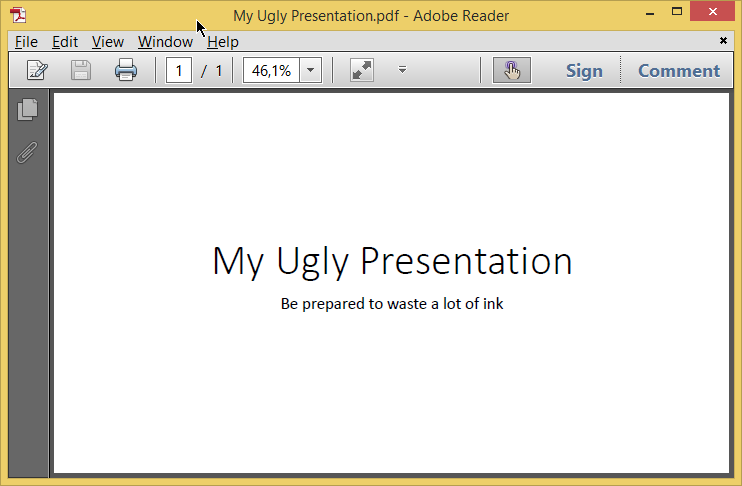 My Ugly Presentation.pdf - Adobe Reader
File Edit View Window Help
1 / 1 46,1% Sign Comment
My Ugly Presentation
Be prepared to waste a lot of ink